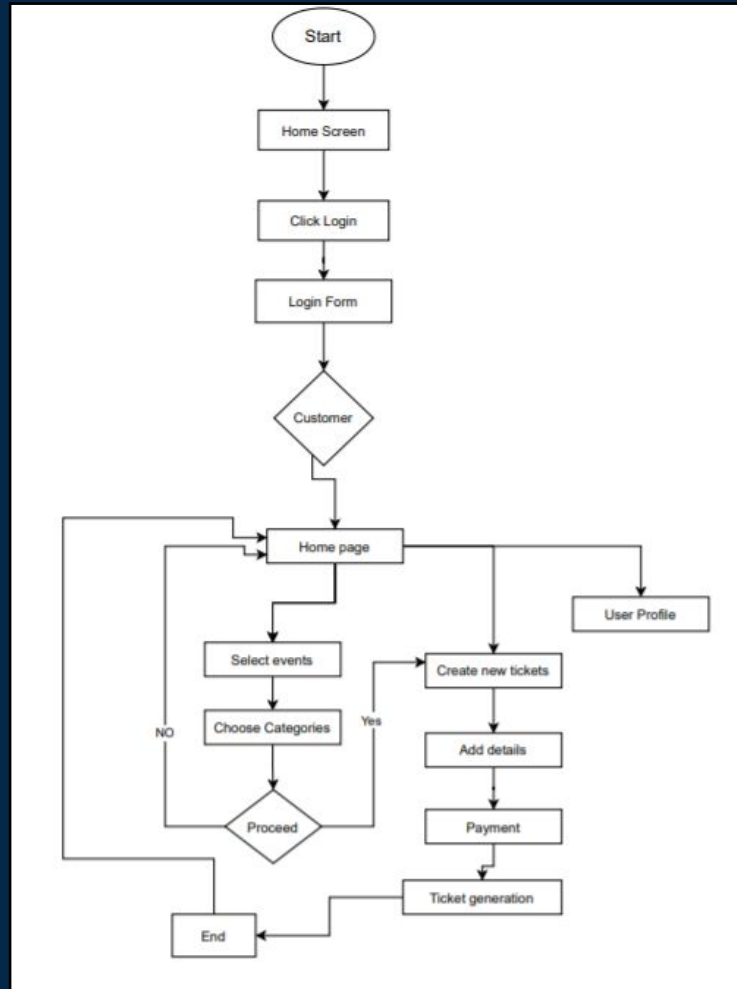 Start
Home Screen
Click Login
Login Form
Customer
Home page
User Profile
Select events
Create new tickets
Choose Categories
Yes
NO
Add details
Proceed
Payment
Ticket generation
End